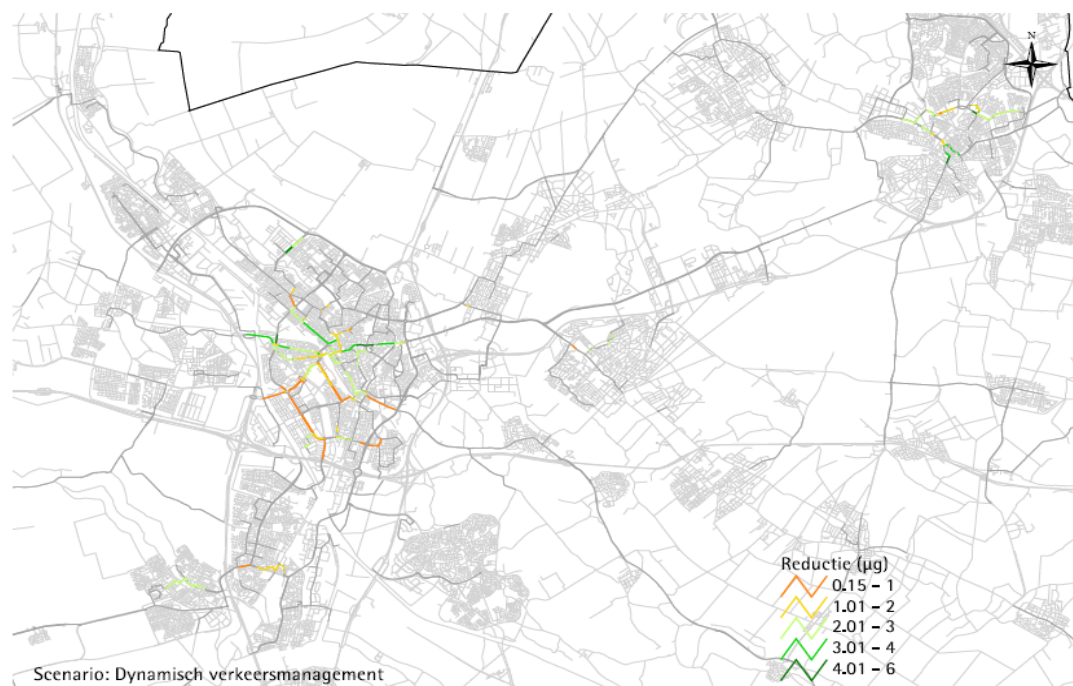 N
Reductie (µg)
0.15 – 1
1.01 – 2
2.01 – 3
3.01 – 4
4.01 – 6
Scenario: Dynamisch verkeersmanagement